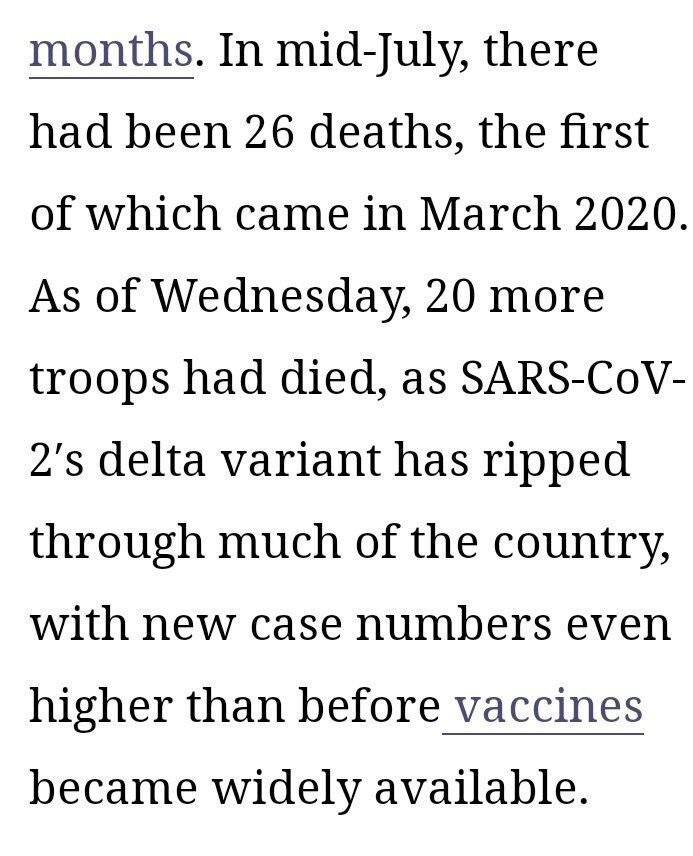 months. In mid-July, there
had been 26 deaths, the first
of which came in March 2020.
As of Wednesday, 20 more
troops had died, as SARS-CoV-
2′s delta variant has ripped
through much of the country,
with new case numbers even
higher than before vaccines
became widely available.